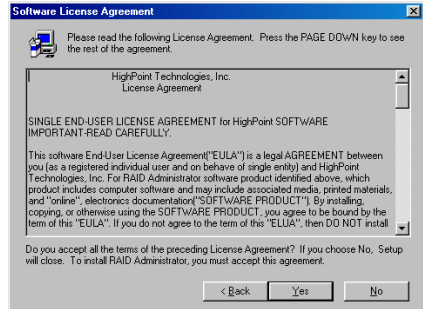 Software License Agreement
Please read the following License Agreement. Press the PAGE DOWN key to see
the rest of the agreement.
HighPoint Technologies, Inc.
License Agreement
SINGLE END-USER LICENSE AGREEMENT for HighPoint SOFTWARE
IMPORTANT-READ CAREFULLY.
This software End-User License Agreement("EULA") is a legal AGREEMENT between
you (as a registered individual user and on behave of single entity) and HighPoint
Technologies, Inc. For RAID Administrator software product identified above, which
product includes computer software and may include associated media, printed materials,
and "online", electronics documentation("SOFTWARE PRODUCT"). By installing,
copying, or otherwise using the SOFTWARE PRODUCT, you agree to be bound by the
term of this "EULA". If you do not agree to the term of this "ELUA", then DO NOT install
Do you accept all the terms of the preceding License Agreement? If you choose No, Setup
will close. To install RAID Administrator, you must accept this agreement.
< Back
Yes
No